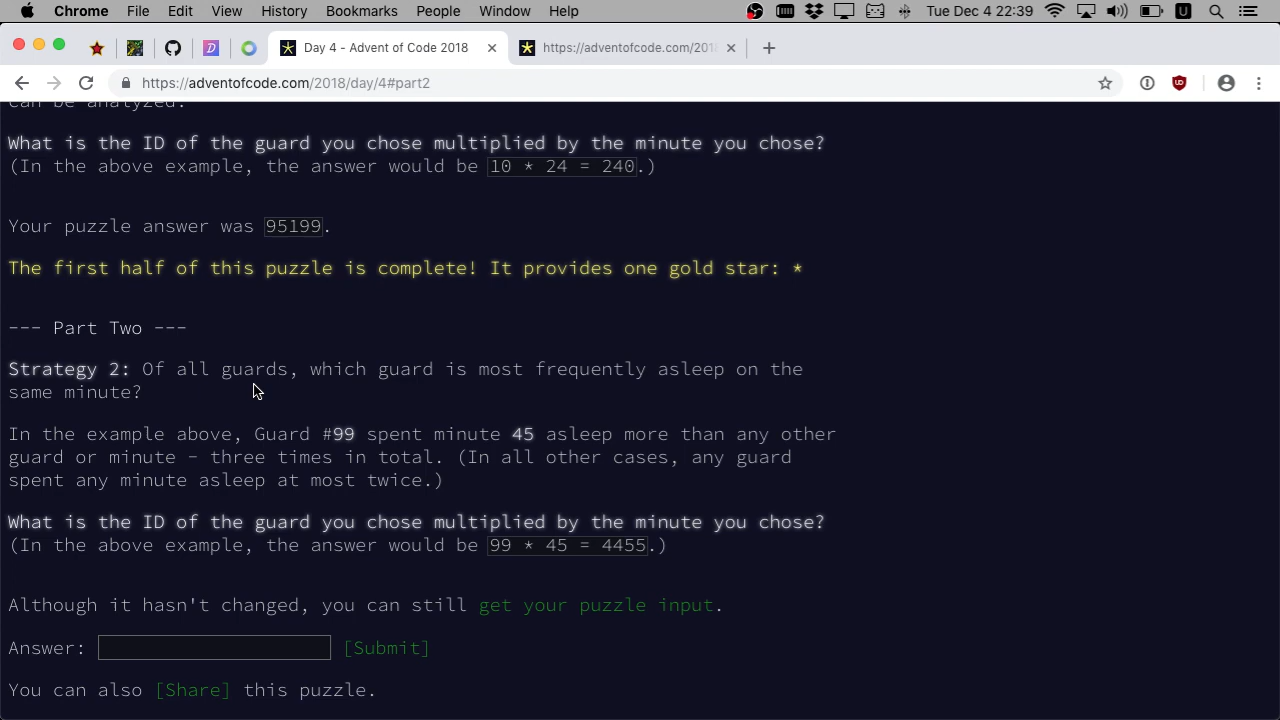 Chrome File Edit View History Bookmarks People Window Help Tue Dec 4 22:39
Day 4 - Advent of Code 2018 https://adventofcode.com/2018
https://adventofcode.com/2018/day/4#part2
can be analyzed.
What is the ID of the guard you chose multiplied by the minute you chose?
(In the above example, the answer would be 10 * 24 = 240.)
Your puzzle answer was 95199.
The first half of this puzzle is complete! It provides one gold star: *
--- Part Two ---
Strategy 2: Of all guards, which guard is most frequently asleep on the
same minute?
In the example above, Guard #99 spent minute 45 asleep more than any other
guard or minute - three times in total. (In all other cases, any guard
spent any minute asleep at most twice.)
What is the ID of the guard you chose multiplied by the minute you chose?
(In the above example, the answer would be 99 * 45 = 4455.)
Although it hasn't changed, you can still get your puzzle input.
Answer: [Submit]
You can also [Share] this puzzle.